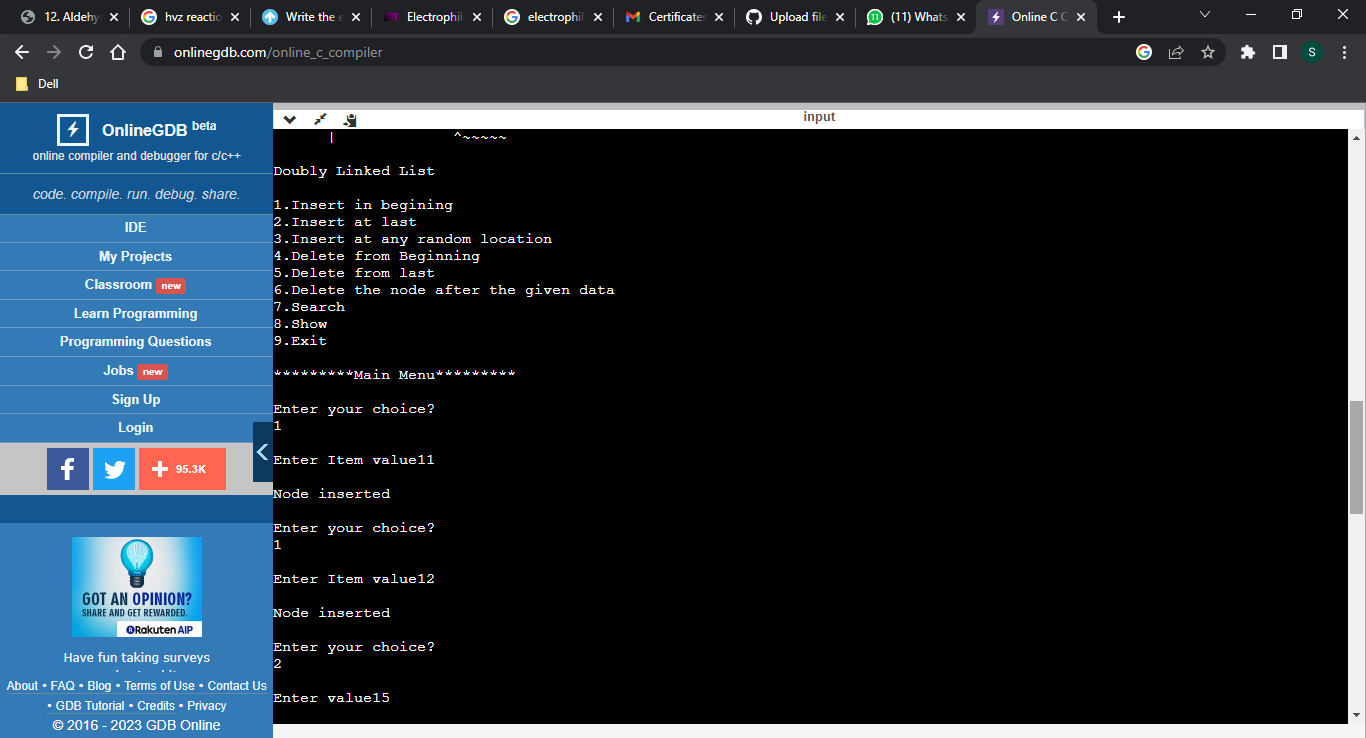 12. Aldehy
hvz reactio
Write the e
Electrophil
electrophil
Certificates
Upload file
(11) Whats
Online C C
onlinegdb.com/online_c_compiler
S
Dell
OnlineGDB beta
online compiler and debugger for c/c++
code. compile. run. debug. share.
IDE
My Projects
Classroom new
Learn Programming
Programming Questions
Jobs new
Sign Up
Login
f
+ 95.3K
GOT AN OPINION?
SHARE AND GET REWARDED.
Rakuten AIP
Have fun taking surveys
About • FAQ • Blog • Terms of Use • Contact Us
• GDB Tutorial • Credits • Privacy
© 2016 - 2023 GDB Online
input
| ^~~~~~
Doubly Linked List
1.Insert in begining
2.Insert at last
3.Insert at any random location
4.Delete from Beginning
5.Delete from last
6.Delete the node after the given data
7.Search
8.Show
9.Exit
*********Main Menu*********
Enter your choice?
1
Enter Item value11
Node inserted
Enter your choice?
1
Enter Item value12
Node inserted
Enter your choice?
2
Enter value15